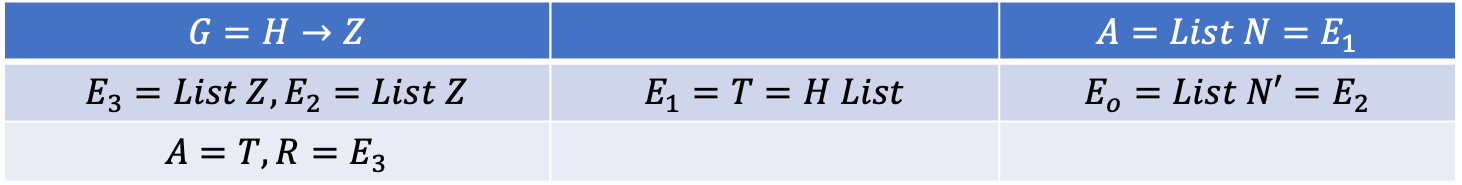 G = H → Z
A = List N = E₁
E₃ = List Z, E₂ = List Z
E₁ = T = H List
Eₒ = List N′ = E₂
A = T, R = E₃